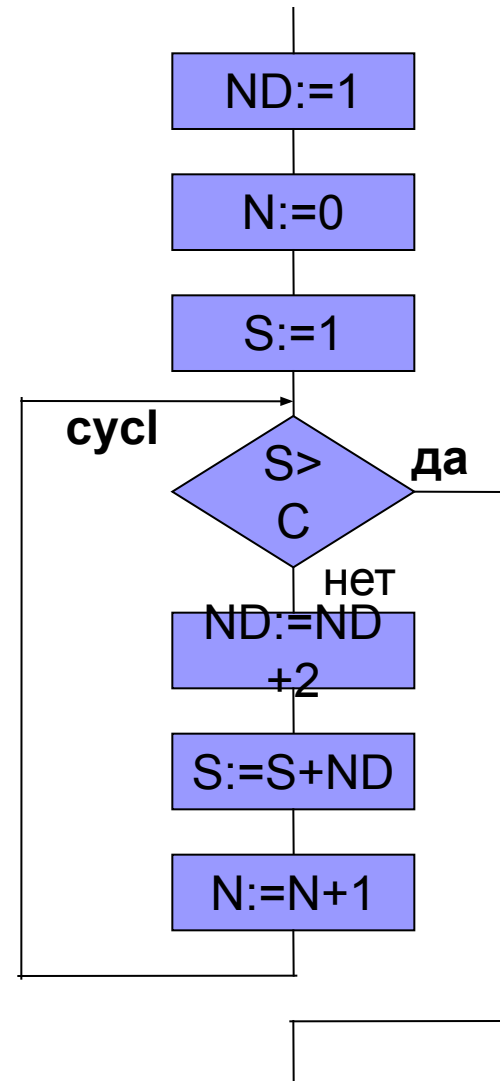 ND:=1
N:=0
S:=1
cycl
S>
C
да
нет
ND:=ND
+2
S:=S+ND
N:=N+1